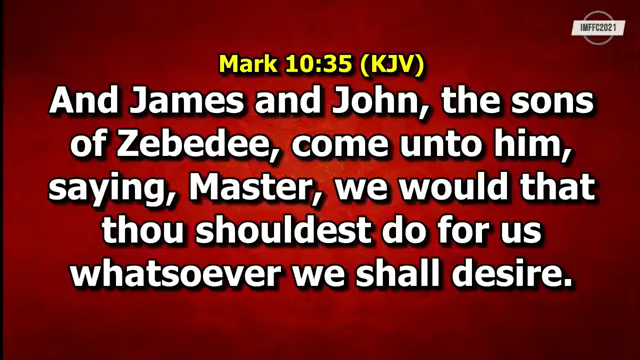 IMFFC2021
Mark 10:35 (KJV)
And James and John, the sons
of Zebedee, come unto him,
saying, Master, we would that
thou shouldest do for us
whatsoever we shall desire.